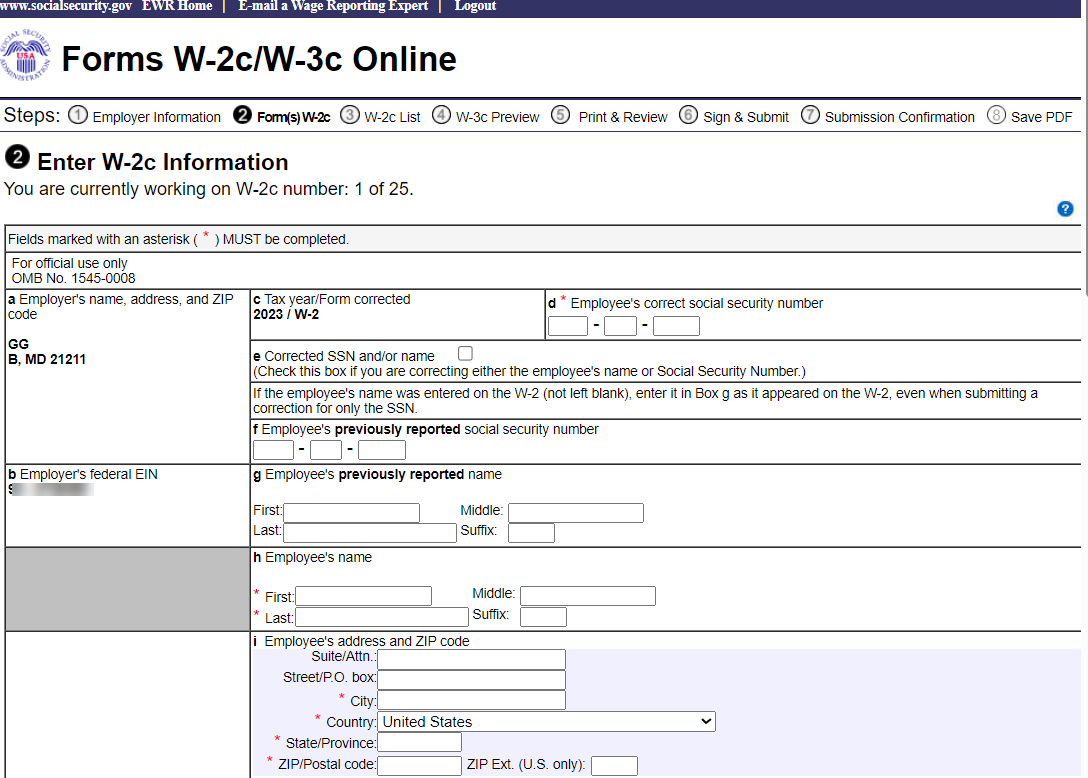 www.socialsecurity.gov EWR Home | E-mail a Wage Reporting Expert | Logout
SOCIAL SECURITY ADMINISTRATION
USA
Forms W-2c/W-3c Online
Steps: 1 Employer Information 2 Form(s) W-2c 3 W-2c List 4 W-3c Preview 5 Print & Review 6 Sign & Submit 7 Submission Confirmation 8 Save PDF
2 Enter W-2c Information
You are currently working on W-2c number: 1 of 25.
?
Fields marked with an asterisk ( * ) MUST be completed.
For official use only
OMB No. 1545-0008
a Employer's name, address, and ZIP
code
GG
B, MD 21211
c Tax year/Form corrected
2023 / W-2
d * Employee's correct social security number
- -
e Corrected SSN and/or name
(Check this box if you are correcting either the employee's name or Social Security Number.)
If the employee's name was entered on the W-2 (not left blank), enter it in Box g as it appeared on the W-2, even when submitting a
correction for only the SSN.
f Employee's previously reported social security number
- -
b Employer's federal EIN
g Employee's previously reported name
First: Middle:
Last: Suffix:
h Employee's name
* First: Middle:
* Last: Suffix:
i Employee's address and ZIP code
Suite/Attn.:
Street/P.O. box:
* City:
* Country: United States
* State/Province:
* ZIP/Postal code: ZIP Ext. (U.S. only):